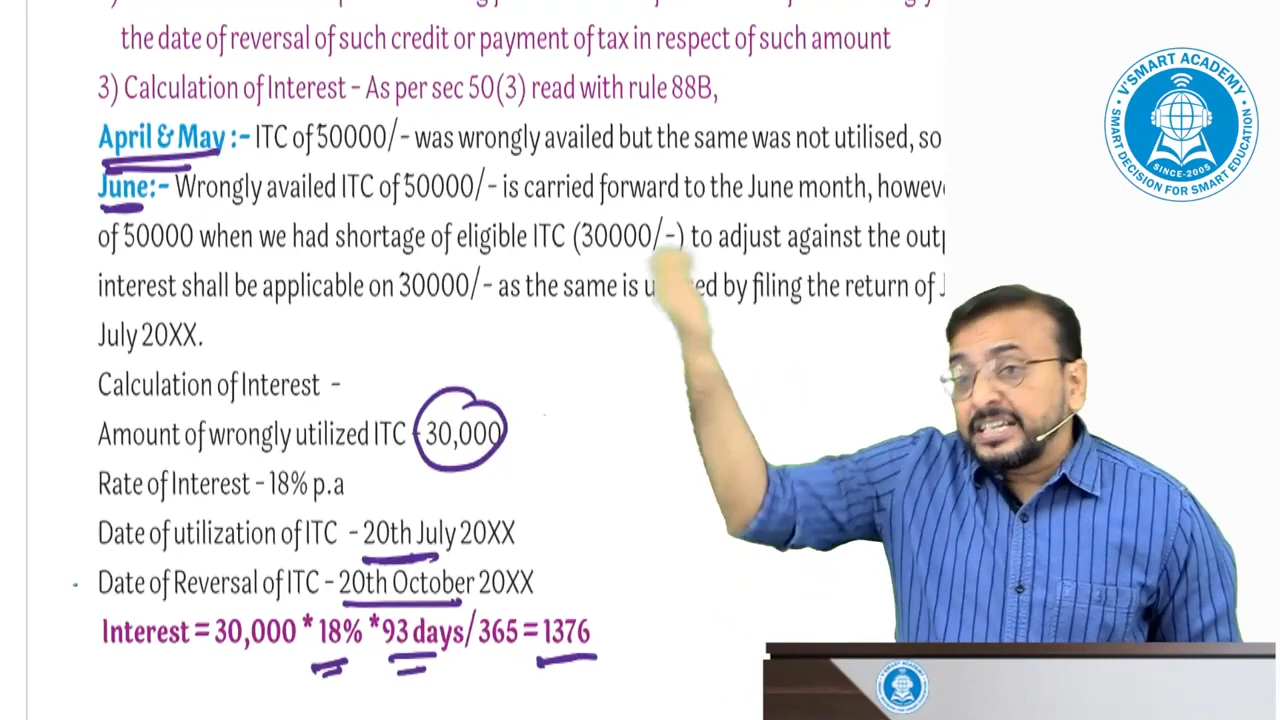 the date of reversal of such credit or payment of tax in respect of such amount
3) Calculation of Interest - As per sec 50(3) read with rule 88B,
April & May :- ITC of 50000/- was wrongly availed but the same was not utilised, so
June:- Wrongly availed ITC of 50000/- is carried forward to the June month,
of 50000 when we had shortage of eligible ITC (30000/-) to adjust against the
interest shall be applicable on 30000/- as the same is by filing the return of
July 20XX.
Calculation of Interest -
Amount of wrongly utilized ITC - 30,000
Rate of Interest - 18% p.a
Date of utilization of ITC - 20th July 20XX
Date of Reversal of ITC - 20th October 20XX
Interest = 30,000 * 18% *93 days/ 365 = 1376
V'SMART ACADEMY
SINCE-2005
SMART DECISION FOR SMART EDUCATION